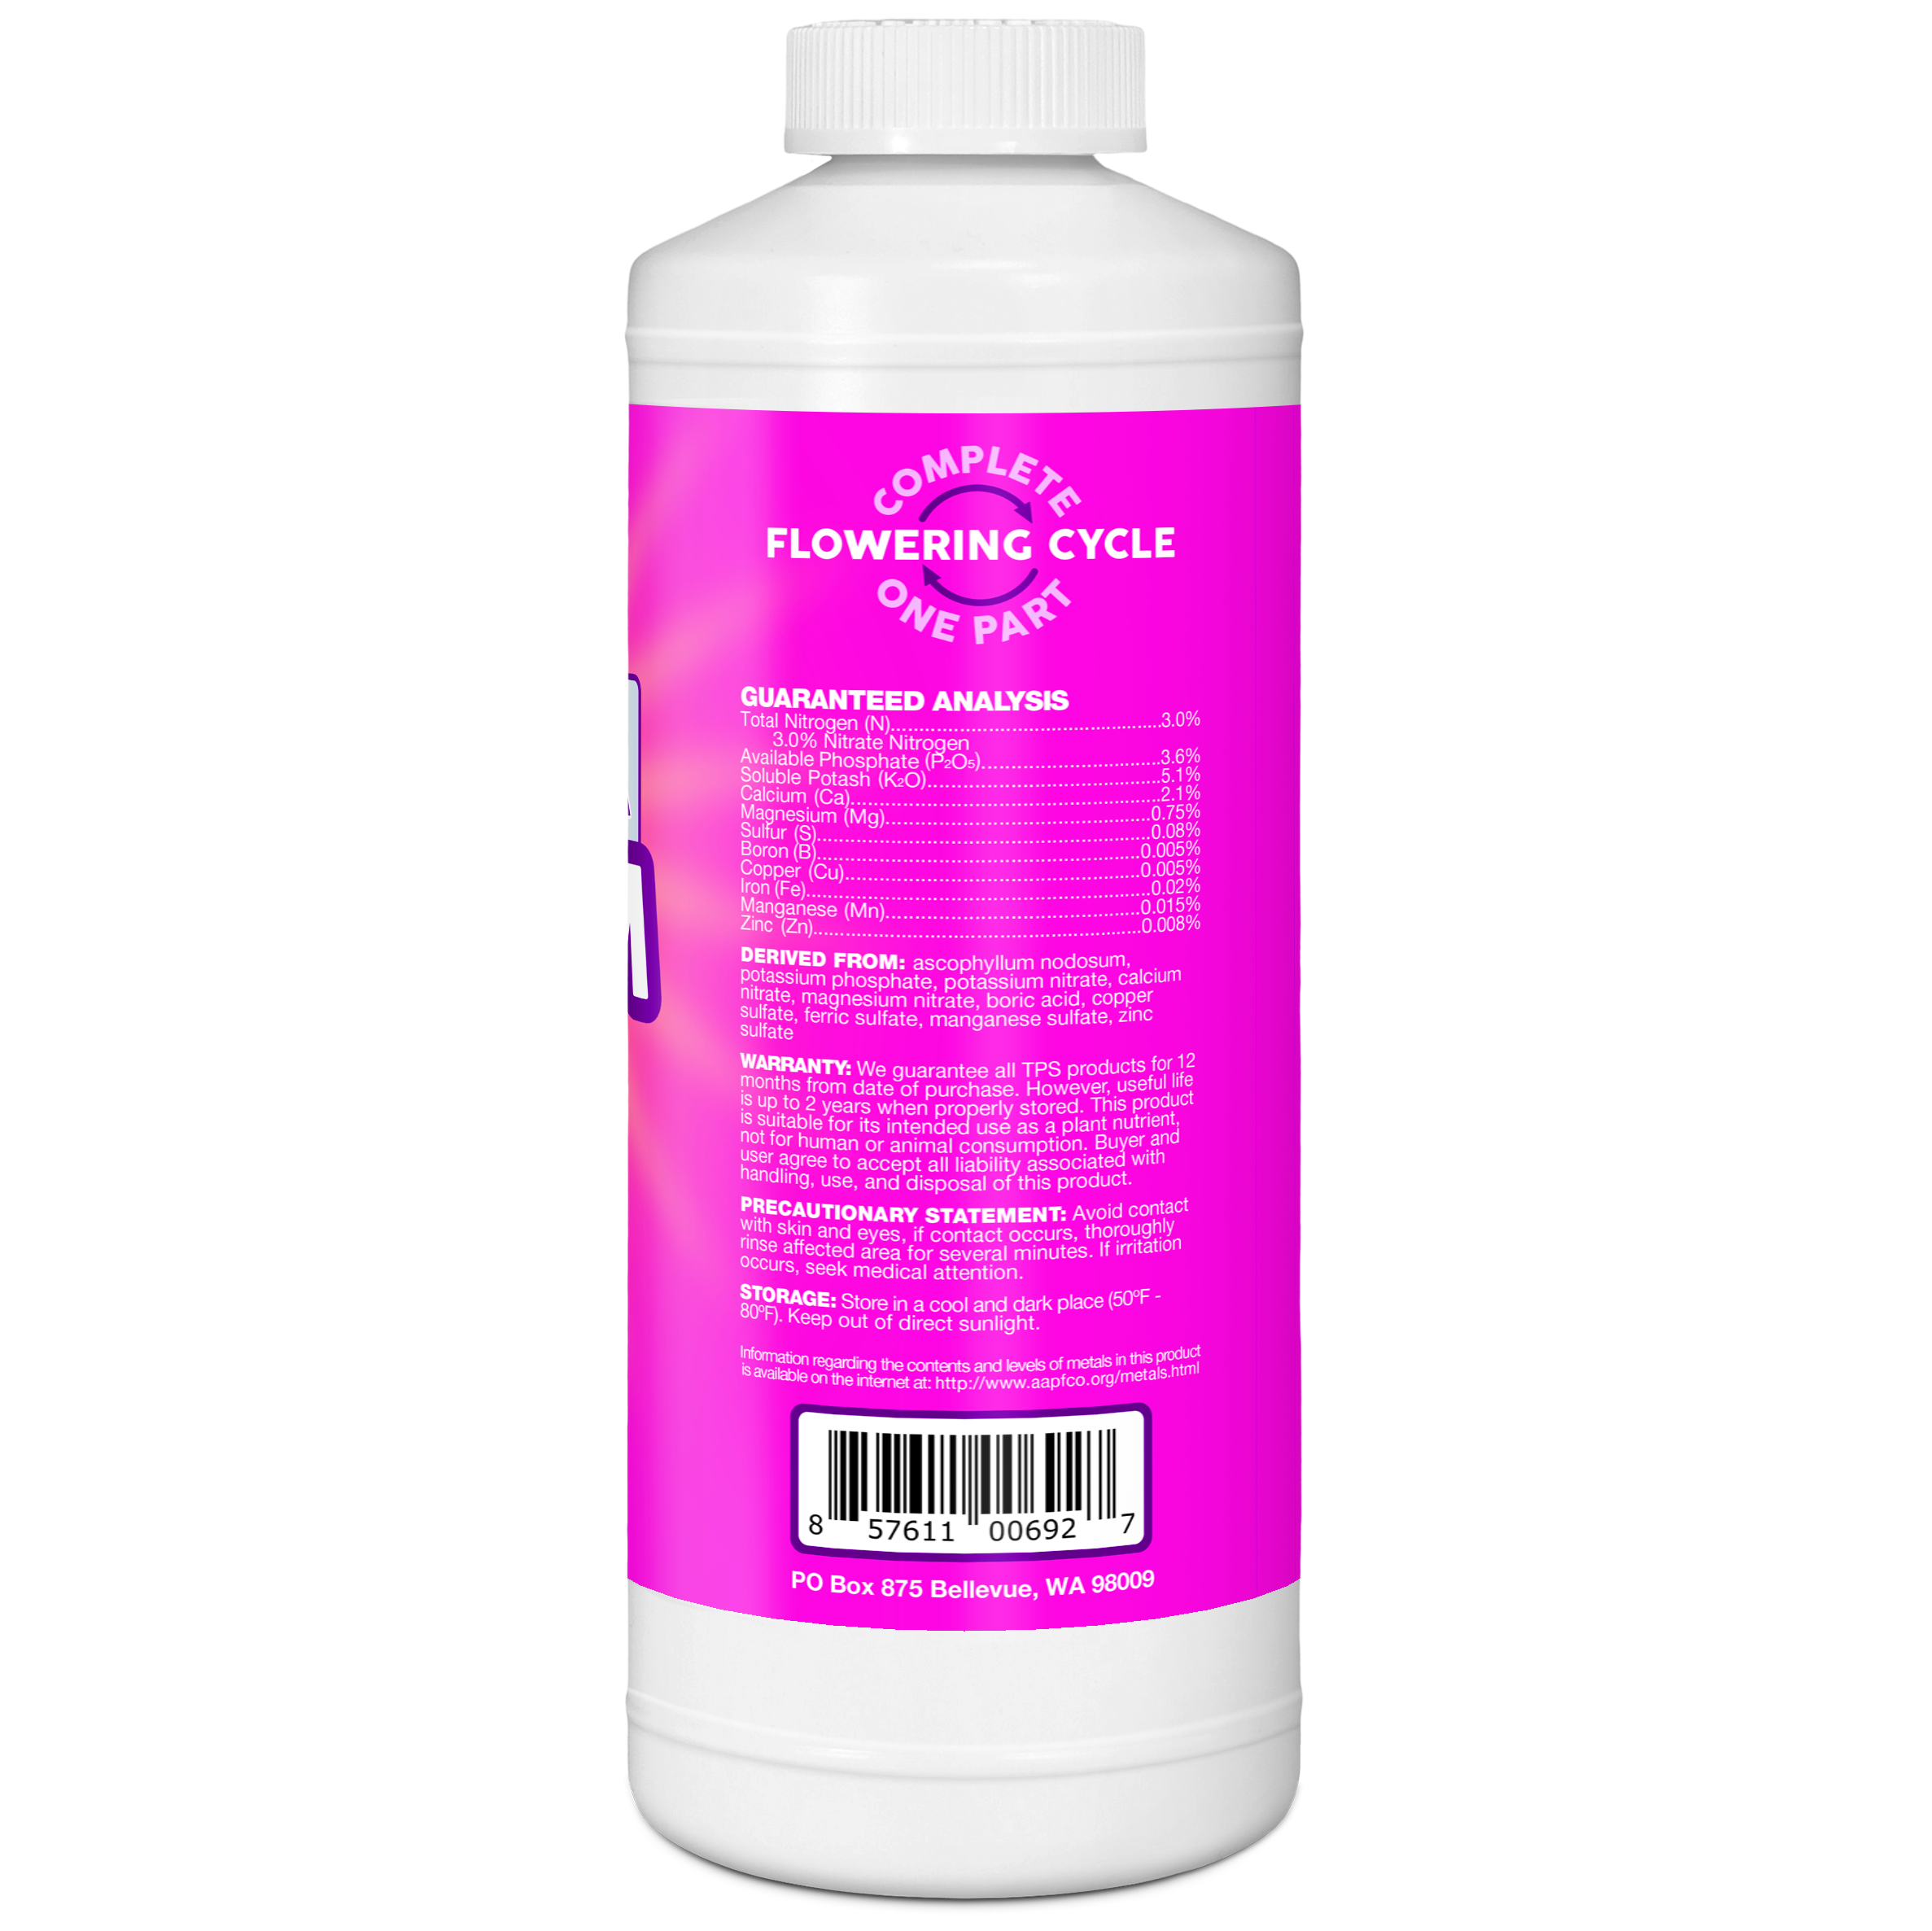 COMPLETE
FLOWERING CYCLE
ONE PART
GUARANTEED ANALYSIS
Total Nitrogen (N)..................................................3.0%
3.0% Nitrate Nitrogen
Available Phosphate (P₂O₅)..................................3.6%
Soluble Potash (K₂O)............................................5.1%
Calcium (Ca)..........................................................2.1%
Magnesium (Mg)..................................................0.75%
Sulfur (S)...............................................................0.08%
Boron (B).............................................................0.005%
Copper (Cu)........................................................0.005%
Iron (Fe).................................................................0.02%
Manganese (Mn)................................................0.015%
Zinc (Zn)..............................................................0.008%
DERIVED FROM: ascophyllum nodosum,
potassium phosphate, potassium nitrate, calcium
nitrate, magnesium nitrate, boric acid, copper
sulfate, ferric sulfate, manganese sulfate, zinc
sulfate
WARRANTY: We guarantee all TPS products for 12
months from date of purchase. However, useful life
is up to 2 years when properly stored. This product
is suitable for its intended use as a plant nutrient,
not for human or animal consumption. Buyer and
user agree to accept all liability associated with
handling, use, and disposal of this product.
PRECAUTIONARY STATEMENT: Avoid contact
with skin and eyes, if contact occurs, thoroughly
rinse affected area for several minutes. If irritation
occurs, seek medical attention.
STORAGE: Store in a cool and dark place (50ºF -
80ºF). Keep out of direct sunlight.
Information regarding the contents and levels of metals in this product
is available on the internet at: http://www.aapfco.org/metals.html
8 57611 00692 7
PO Box 875 Bellevue, WA 98009